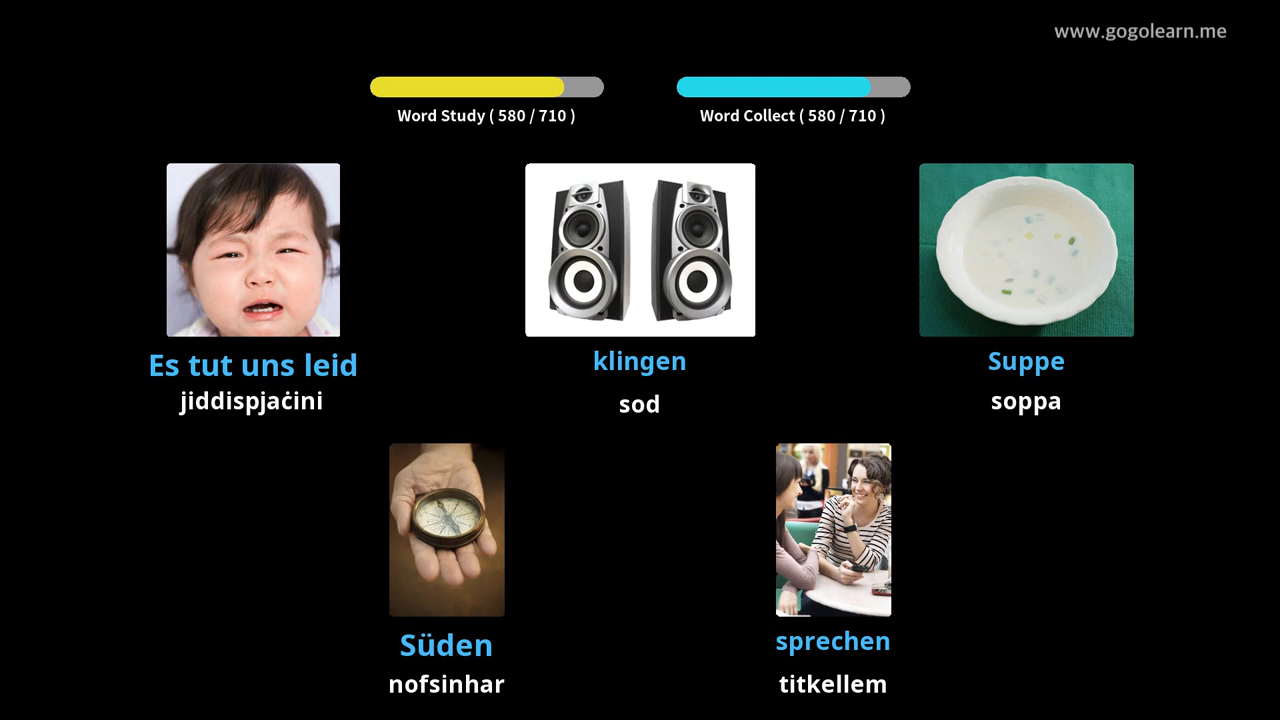 www.gogolearn.me
Word Study ( 580 / 710 )
Word Collect ( 580 / 710 )
Es tut uns leid
jiddispjaċini
klingen
sod
Suppe
soppa
Süden
nofsinhar
sprechen
titkellem